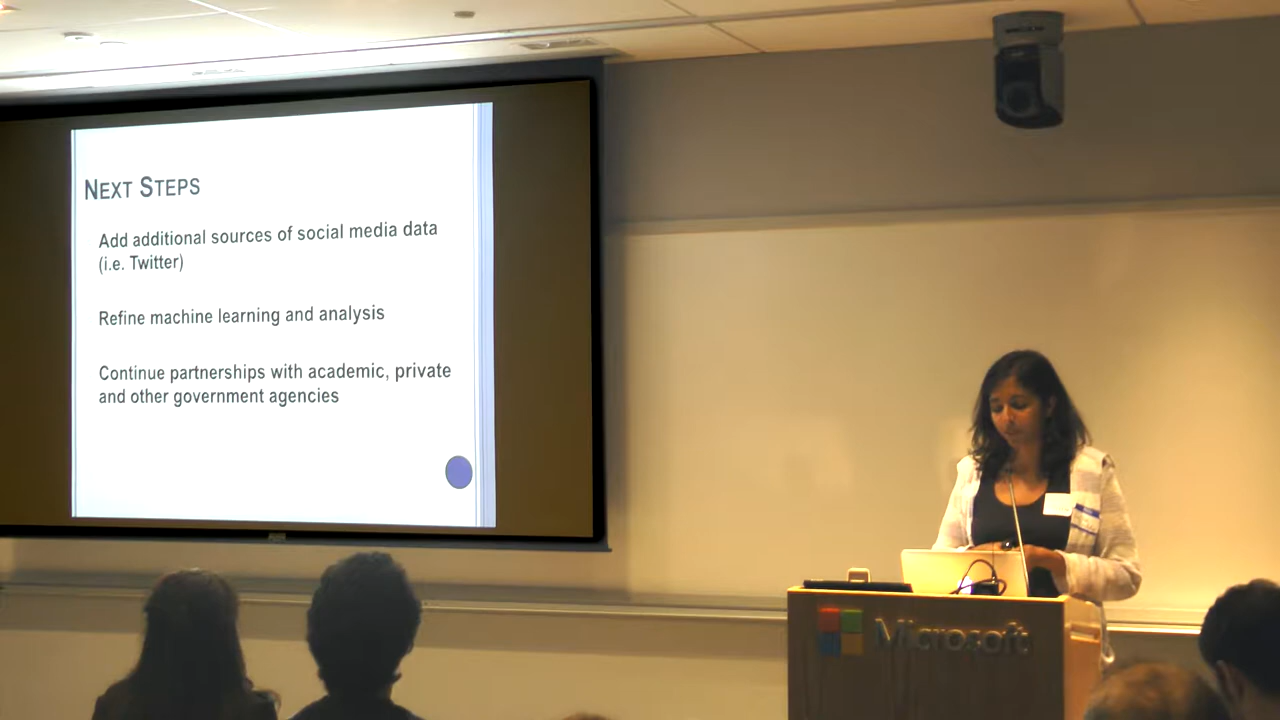 NEXT STEPS
Add additional sources of social media data
(i.e. Twitter)
Refine machine learning and analysis
Continue partnerships with academic, private
and other government agencies
Microsoft